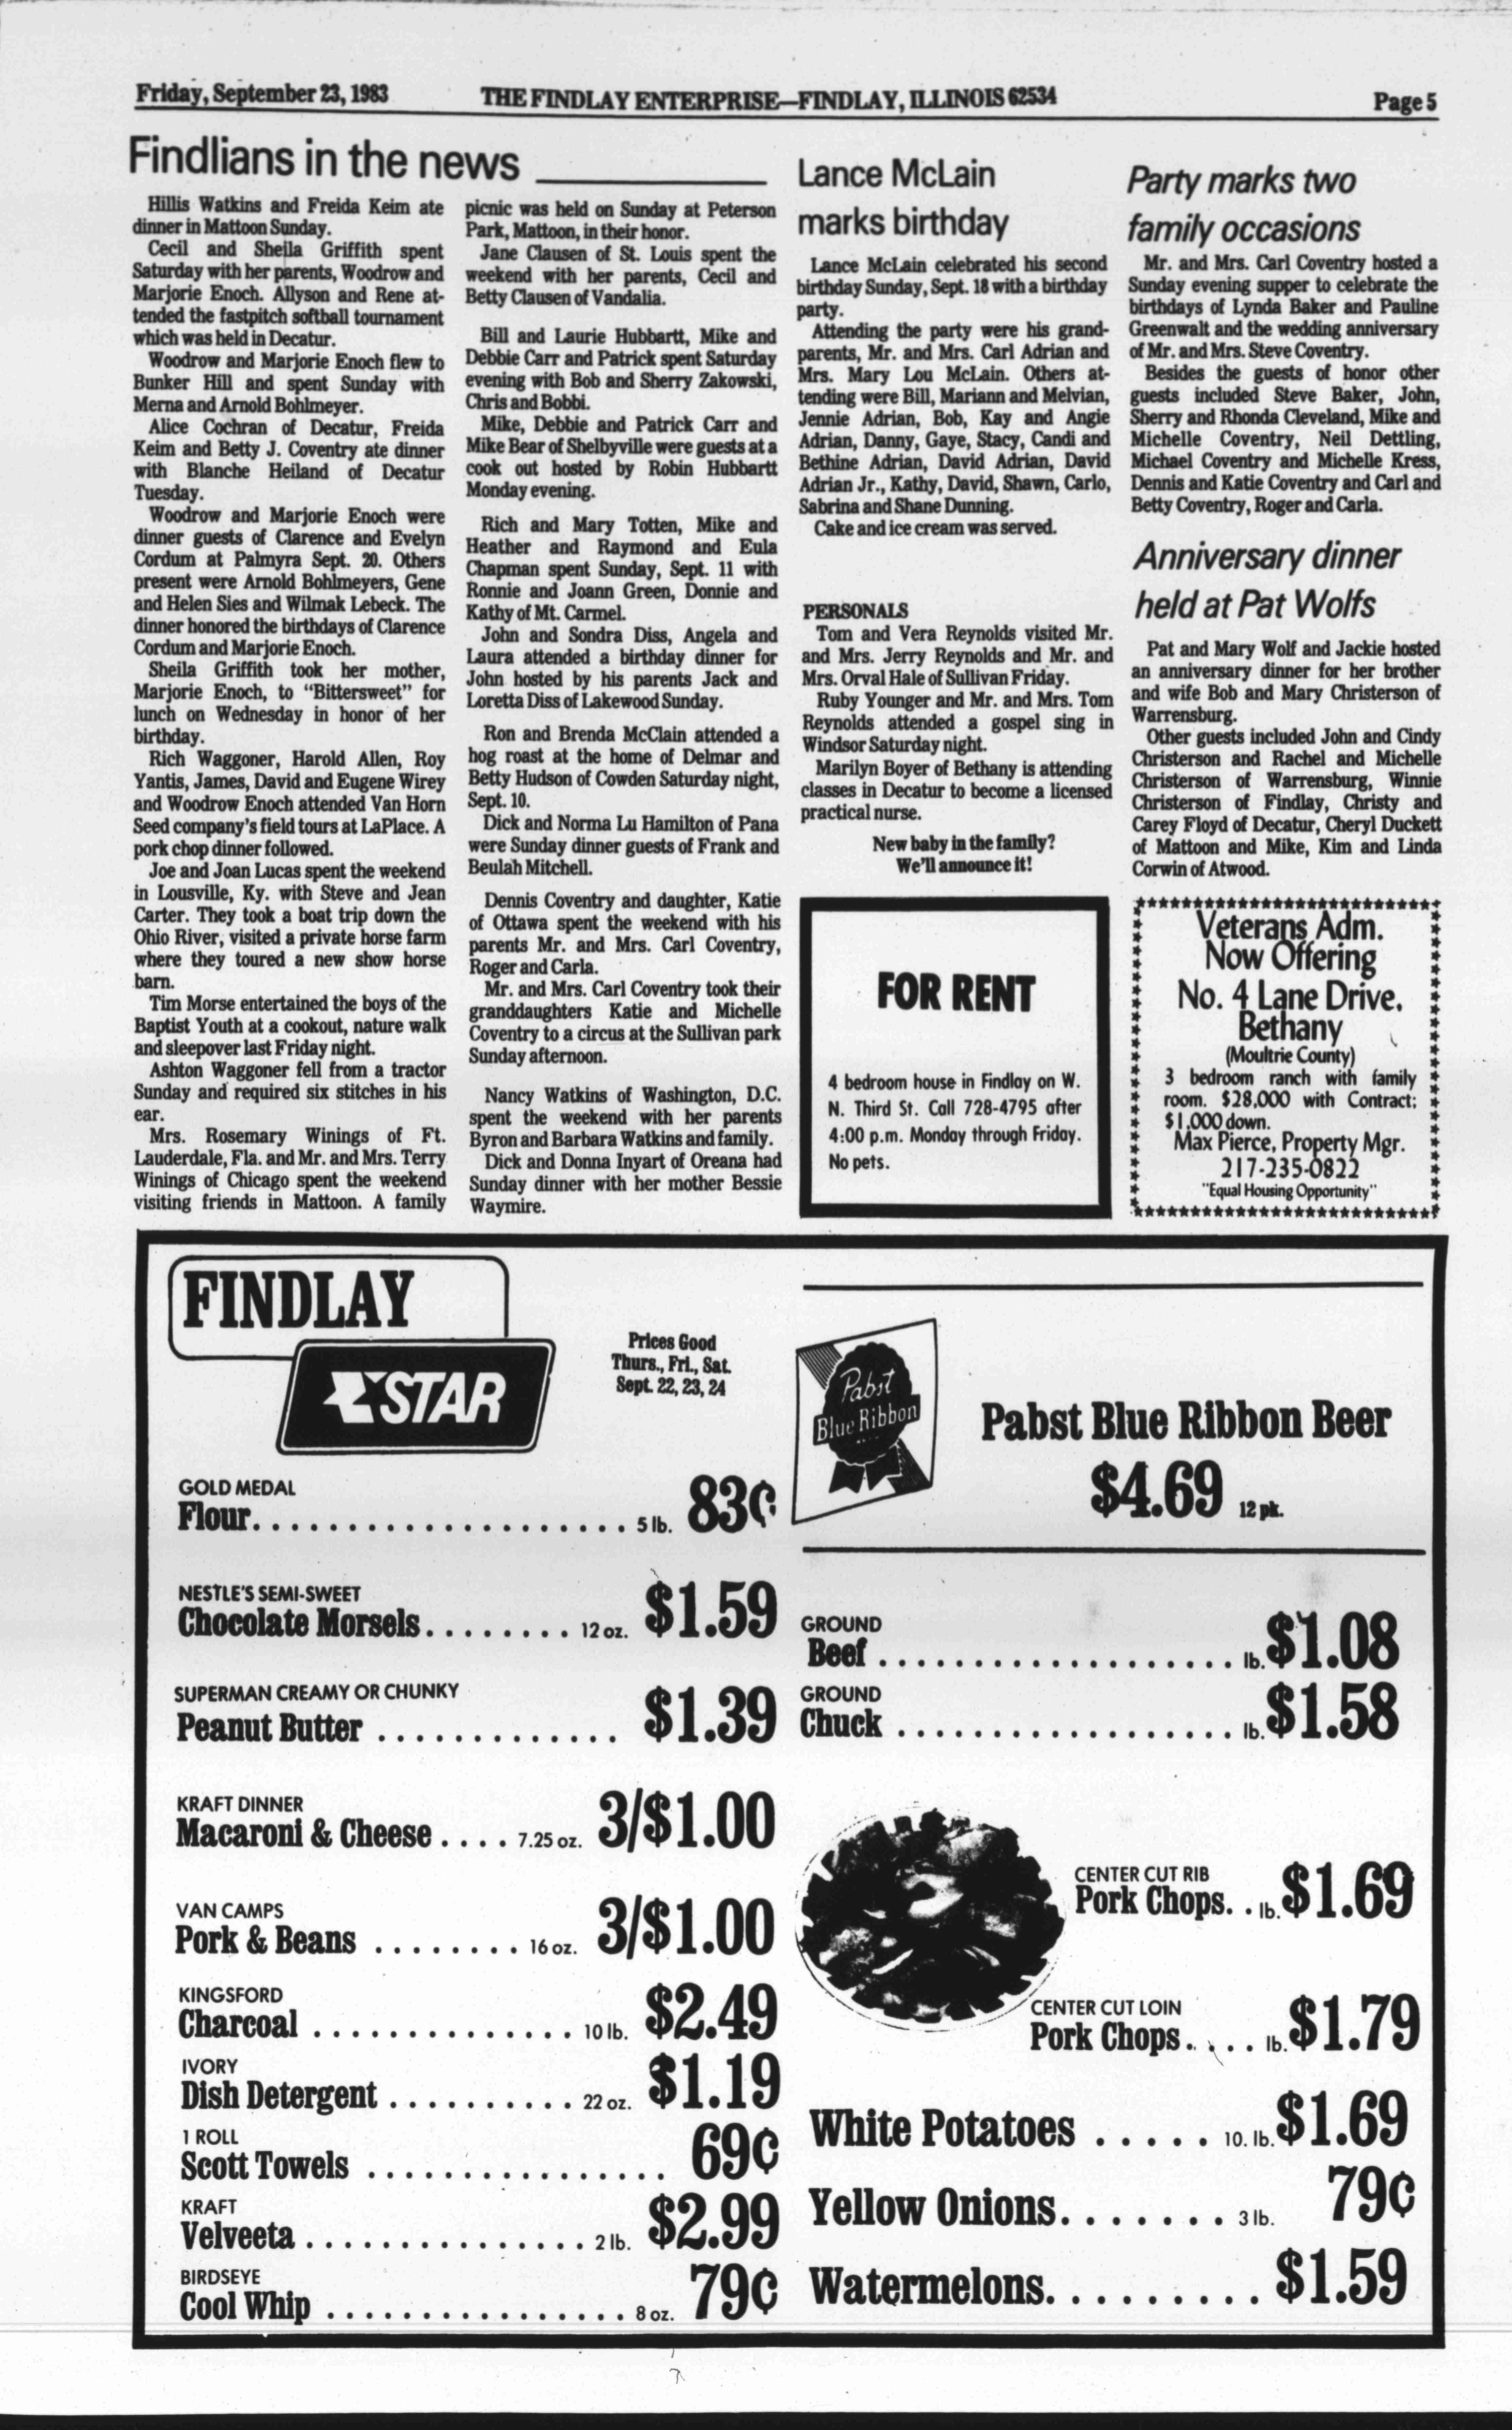 Friday, September 23, 1983
THE FINDLAY ENTERPRISE—FINDLAY, ILLINOIS 62534
Page 5
Findlians in the news
Hillis Watkins and Freida Keim ate
dinner in Mattoon Sunday.
Cecil and Sheila Griffith spent
Saturday with her parents, Woodrow and
Marjorie Enoch. Allyson and Rene at-
tended the fastpitch softball tournament
which was held in Decatur.
Woodrow and Marjorie Enoch flew to
Bunker Hill and spent Sunday with
Merna and Arnold Bohlmeyer.
Alice Cochran of Decatur, Freida
Keim and Betty J. Coventry ate dinner
with Blanche Heiland of Decatur
Tuesday.
Woodrow and Marjorie Enoch were
dinner guests of Clarence and Evelyn
Cordum at Palmyra Sept. 20. Others
present were Arnold Bohlmeyers, Gene
and Helen Sies and Wilmak Lebeck. The
dinner honored the birthdays of Clarence
Cordum and Marjorie Enoch.
Sheila Griffith took her mother,
Marjorie Enoch, to "Bittersweet" for
lunch on Wednesday in honor of her
birthday.
Rich Waggoner, Harold Allen, Roy
Yantis, James, David and Eugene Wirey
and Woodrow Enoch attended Van Horn
Seed company's field tours at LaPlace. A
pork chop dinner followed.
Joe and Joan Lucas spent the weekend
in Lousville, Ky. with Steve and Jean
Carter. They took a boat trip down the
Ohio River, visited a private horse farm
where they toured a new show horse
barn.
Tim Morse entertained the boys of the
Baptist Youth at a cookout, nature walk
and sleepover last Friday night.
Ashton Waggoner fell from a tractor
Sunday and required six stitches in his
ear.
Mrs. Rosemary Winings of Ft.
Lauderdale, Fla. and Mr. and Mrs. Terry
Winings of Chicago spent the weekend
visiting friends in Mattoon. A family
picnic was held on Sunday at Peterson
Park, Mattoon, in their honor.
Jane Clausen of St. Louis spent the
weekend with her parents, Cecil and
Betty Clausen of Vandalia.
Bill and Laurie Hubbartt, Mike and
Debbie Carr and Patrick spent Saturday
evening with Bob and Sherry Zakowski,
Chris and Bobbi.
Mike, Debbie and Patrick Carr and
Mike Bear of Shelbyville were guests at a
cook out hosted by Robin Hubbartt
Monday evening.
Rich and Mary Totten, Mike and
Heather and Raymond and Eula
Chapman spent Sunday, Sept. 11 with
Ronnie and Joann Green, Donnie and
Kathy of Mt. Carmel.
John and Sondra Diss, Angela and
Laura attended a birthday dinner for
John hosted by his parents Jack and
Loretta Diss of Lakewood Sunday.
Ron and Brenda McClain attended a
hog roast at the home of Delmar and
Betty Hudson of Cowden Saturday night,
Sept. 10.
Dick and Norma Lu Hamilton of Pana
were Sunday dinner guests of Frank and
Beulah Mitchell.
Dennis Coventry and daughter, Katie
of Ottawa spent the weekend with his
parents Mr. and Mrs. Carl Coventry,
Roger and Carla.
Mr. and Mrs. Carl Coventry took their
granddaughters Katie and Michelle
Coventry to a circus at the Sullivan park
Sunday afternoon.
Nancy Watkins of Washington, D.C.
spent the weekend with her parents
Byron and Barbara Watkins and family.
Dick and Donna Inyart of Oreana had
Sunday dinner with her mother Bessie
Waymire.
Lance McLain
marks birthday
Lance McLain celebrated his second
birthday Sunday, Sept. 18 with a birthday
party.
Attending the party were his grand-
parents, Mr. and Mrs. Carl Adrian and
Mrs. Mary Lou McLain. Others at-
tending were Bill, Mariann and Melvian,
Jennie Adrian, Bob, Kay and Angie
Adrian, Danny, Gaye, Stacy, Candi and
Bethine Adrian, David Adrian, David
Adrian Jr., Kathy, David, Shawn, Carlo,
Sabrina and Shane Dunning.
Cake and ice cream was served.
PERSONALS
Tom and Vera Reynolds visited Mr.
and Mrs. Jerry Reynolds and Mr. and
Mrs. Orval Hale of Sullivan Friday.
Ruby Younger and Mr. and Mrs. Tom
Reynolds attended a gospel sing in
Windsor Saturday night.
Marilyn Boyer of Bethany is attending
classes in Decatur to become a licensed
practical nurse.
New baby in the family?
We'll announce it!
FOR RENT
4 bedroom house in Findlay on W.
N. Third St. Call 728-4795 after
4:00 p.m. Monday through Friday.
No pets.
Party marks two
family occasions
Mr. and Mrs. Carl Coventry hosted a
Sunday evening supper to celebrate the
birthdays of Lynda Baker and Pauline
Greenwalt and the wedding anniversary
of Mr. and Mrs. Steve Coventry.
Besides the guests of honor other
guests included Steve Baker, John,
Sherry and Rhonda Cleveland, Mike and
Michelle Coventry, Neil Dettling,
Michael Coventry and Michelle Kress,
Dennis and Katie Coventry and Carl and
Betty Coventry, Roger and Carla.
Anniversary dinner
held at Pat Wolfs
Pat and Mary Wolf and Jackie hosted
an anniversary dinner for her brother
and wife Bob and Mary Christerson of
Warrensburg.
Other guests included John and Cindy
Christerson and Rachel and Michelle
Christerson of Warrensburg, Winnie
Christerson of Findlay, Christy and
Carey Floyd of Decatur, Cheryl Duckett
of Mattoon and Mike, Kim and Linda
Corwin of Atwood.
Veterans Adm.
Now Offering
No. 4 Lane Drive.
Bethany
(Moultrie County)
3 bedroom ranch with family
room. $28,000 with Contract;
$1,000 down.
Max Pierce, Property Mgr.
217-235-0822
"Equal Housing Opportunity"
FINDLAY
STAR
Prices Good
Thurs., Fri., Sat.
Sept. 22, 23, 24
GOLD MEDAL
Flour. . . . . . . . . . . . . . . . . . . . 5 lb. 83¢
NESTLE'S SEMI-SWEET
Chocolate Morsels. . . . . . . . 12 oz. $1.59
SUPERMAN CREAMY OR CHUNKY
Peanut Butter . . . . . . . . . . . . . $1.39
KRAFT DINNER
Macaroni & Cheese . . . . 7.25 oz. 3/$1.00
VAN CAMPS
Pork & Beans . . . . . . . . 16 oz. 3/$1.00
KINGSFORD
Charcoal . . . . . . . . . . . . . . 10 lb. $2.49
IVORY
Dish Detergent . . . . . . . . . . 22 oz. $1.19
1 ROLL
Scott Towels . . . . . . . . . . . . . . . . 69¢
KRAFT
Velveeta . . . . . . . . . . . . . . . 2 lb. $2.99
BIRDSEYE
Cool Whip . . . . . . . . . . . . . . . . 8 oz. 79¢
Pabst
Blue Ribbon
Pabst Blue Ribbon Beer
$4.69 12 pk.
GROUND
Beef . . . . . . . . . . . . . . . . . . . lb. $1.08
GROUND
Chuck . . . . . . . . . . . . . . . . . . lb. $1.58
CENTER CUT RIB
Pork Chops. . lb. $1.69
CENTER CUT LOIN
Pork Chops. . . . . lb. $1.79
White Potatoes . . . . . 10. lb. $1.69
Yellow Onions. . . . . . . 3 lb. 79¢
Watermelons. . . . . . . . . $1.59